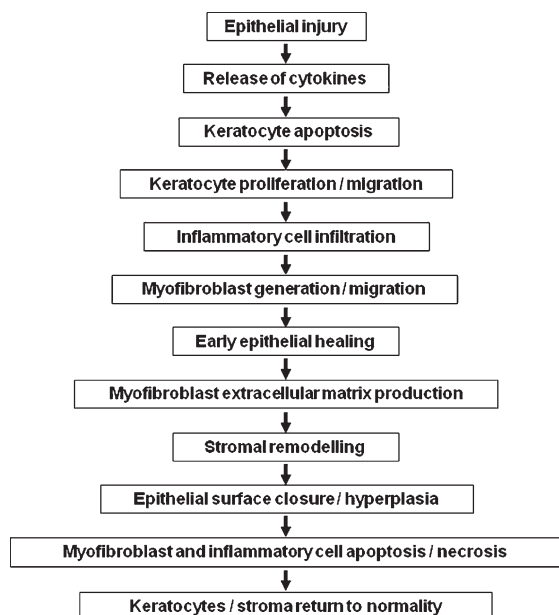 Epithelial injury
Release of cytokines
Keratocyte apoptosis
Keratocyte proliferation / migration
Inflammatory cell infiltration
Myofibroblast generation / migration
Early epithelial healing
Myofibroblast extracellular matrix production
Stromal remodelling
Epithelial surface closure / hyperplasia
Myofibroblast and inflammatory cell apoptosis / necrosis
Keratocytes / stroma return to normality